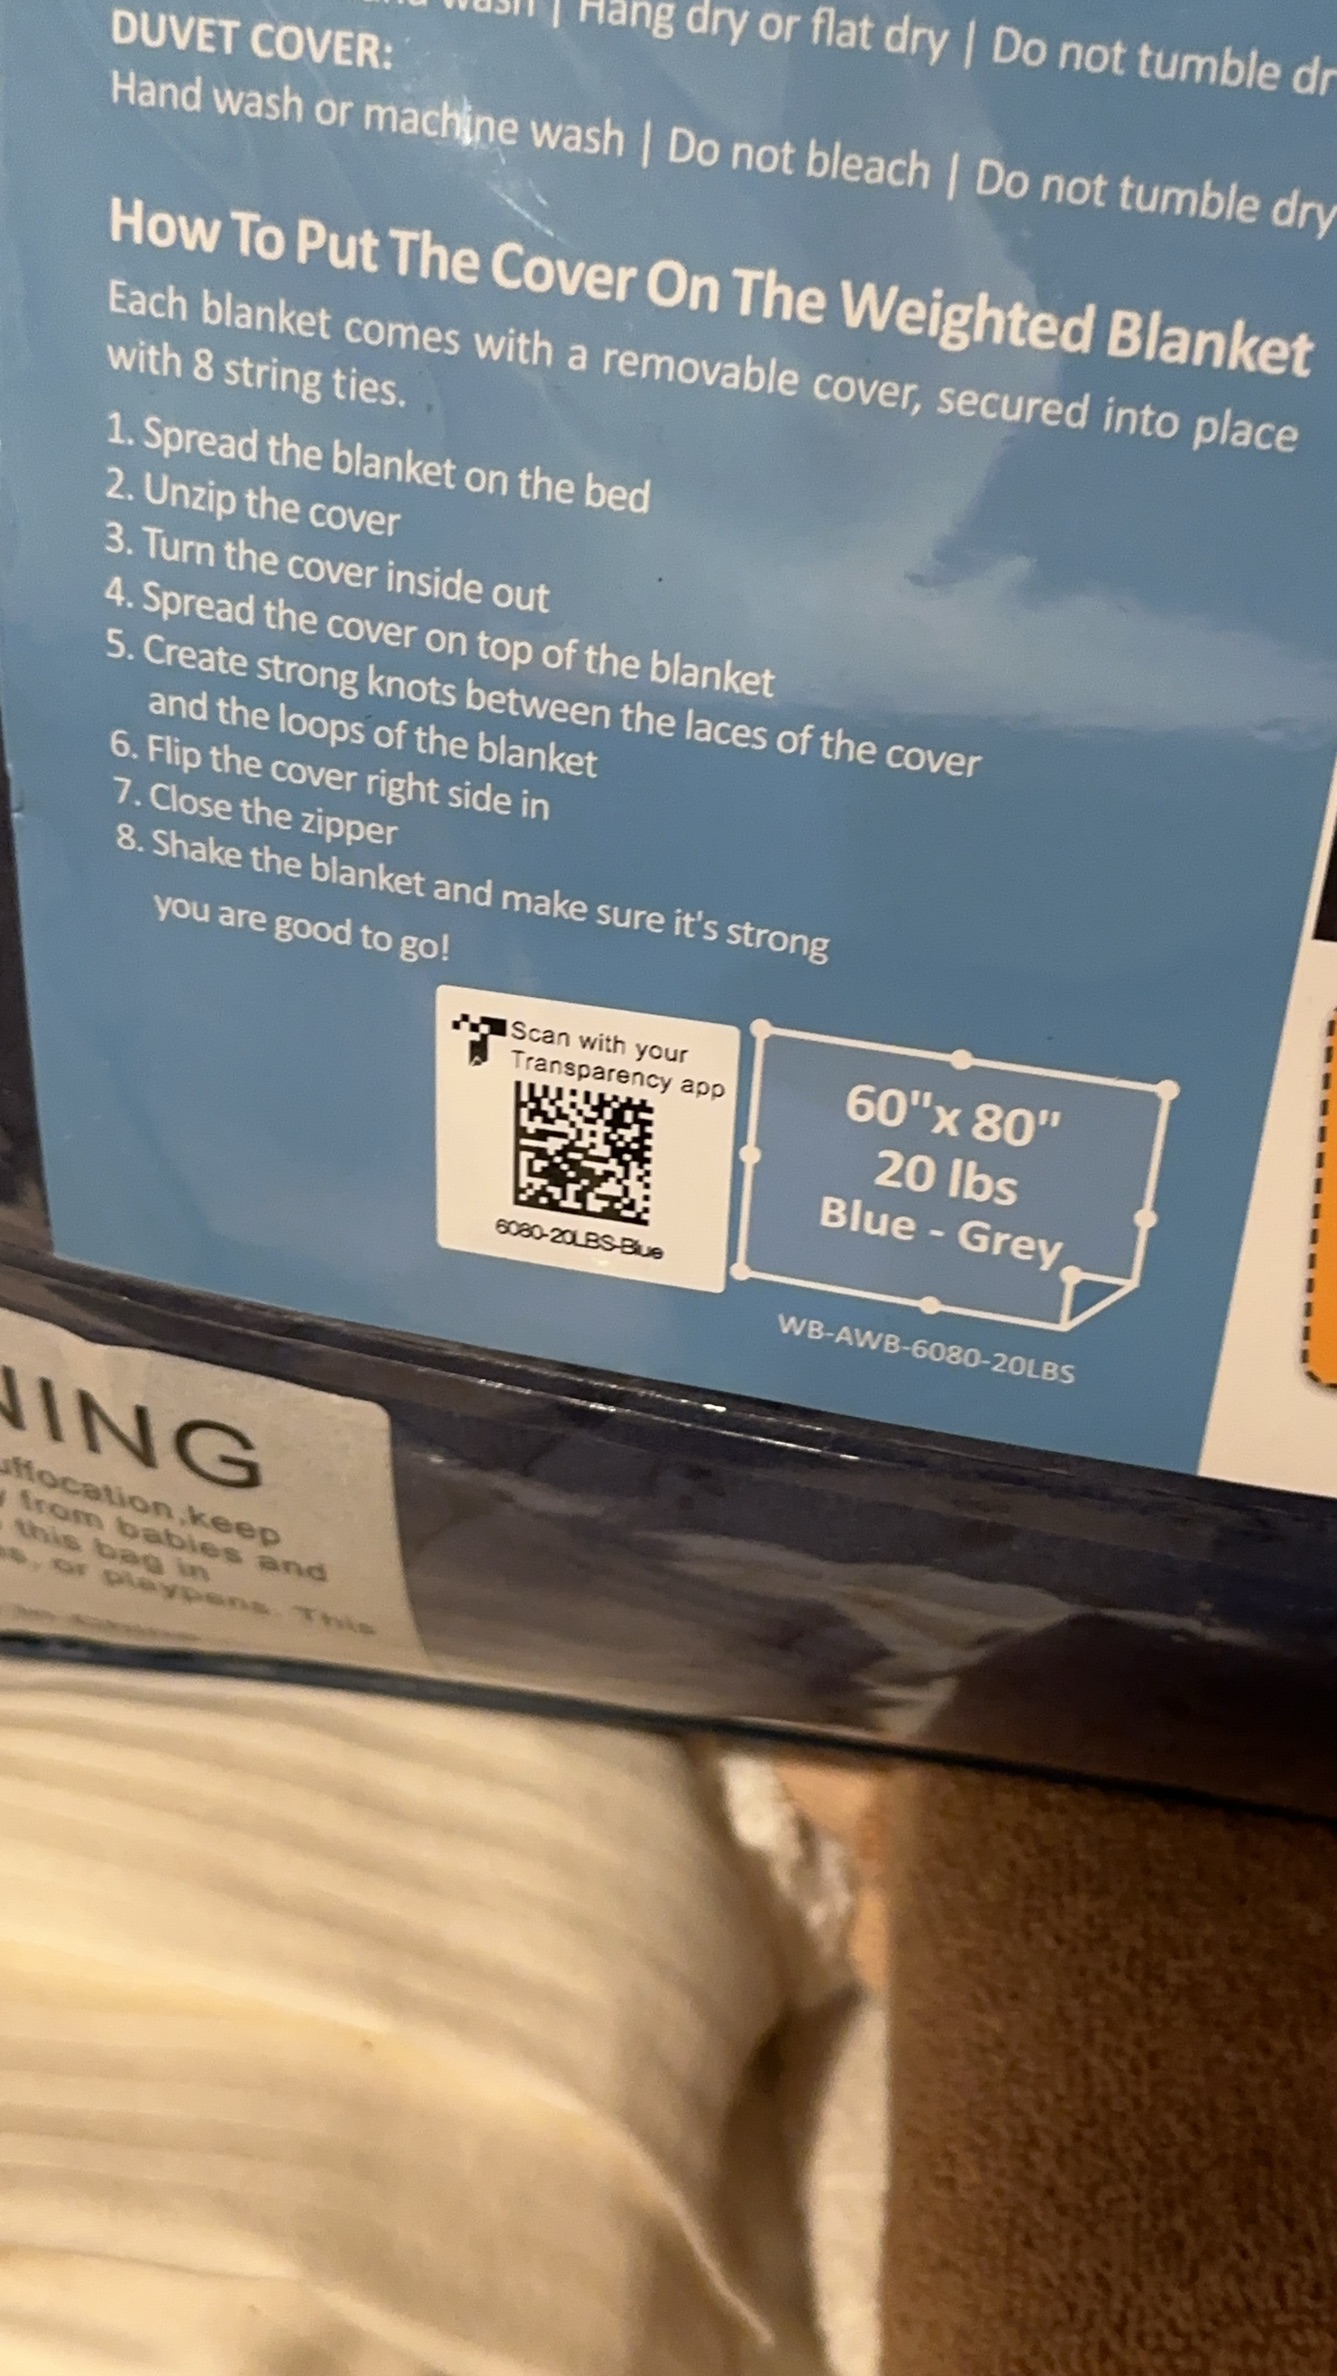 wash | Hang dry or flat dry | Do not tumble dr
DUVET COVER:
Hand wash or machine wash | Do not bleach | Do not tumble dry
How To Put The Cover On The Weighted Blanket
Each blanket comes with a removable cover, secured into place
with 8 string ties.
1. Spread the blanket on the bed
2. Unzip the cover
3. Turn the cover inside out
4. Spread the cover on top of the blanket
5. Create strong knots between the laces of the cover
and the loops of the blanket
6. Flip the cover right side in
7. Close the zipper
8. Shake the blanket and make sure it's strong
you are good to go!
Scan with your
Transparency app
6080-20LBS-Blue
60"x 80"
20 lbs
Blue - Grey
WB-AWB-6080-20LBS
NING
uffocation,keep
y from babies and
this bag in
s, or playpens. This